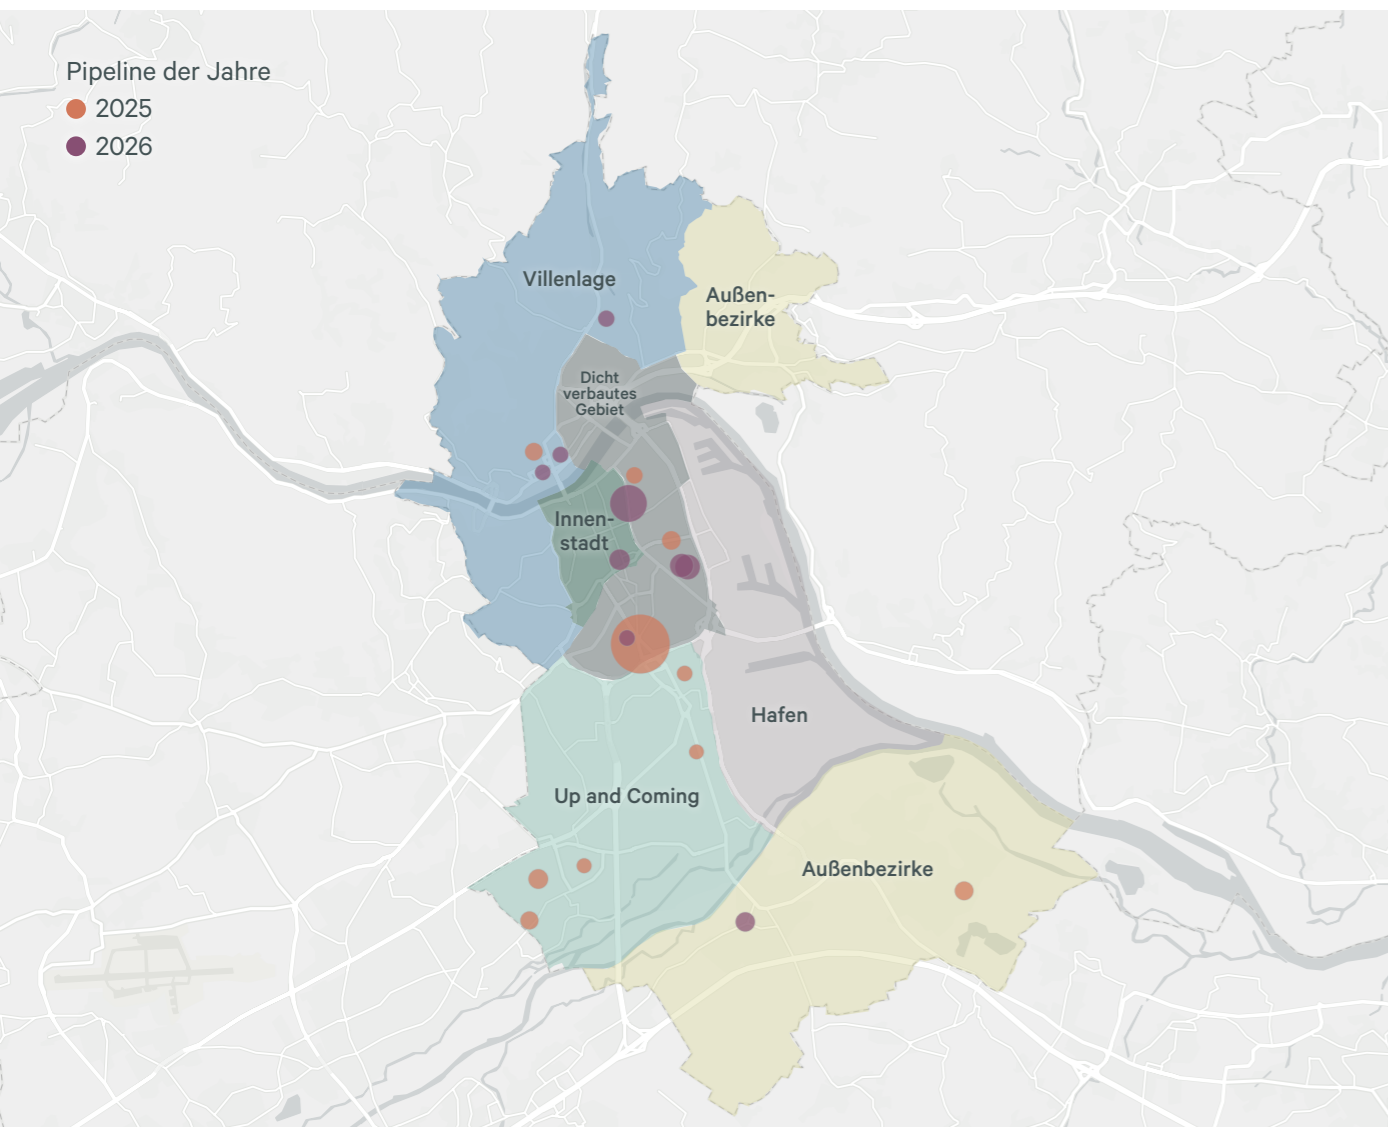 Pipeline der Jahre
2025
2026
Villenlage
Außen-
bezirke
Dicht
verbautes
Gebiet
Innen-
stadt
Hafen
Up and Coming
Außenbezirke